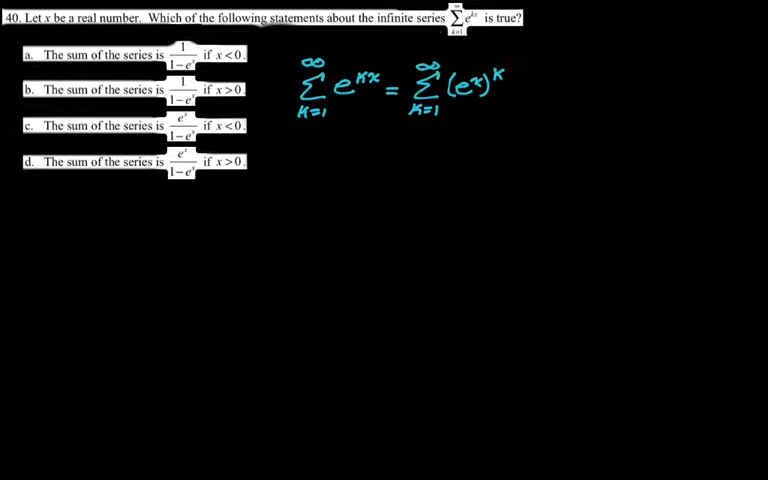 40. Let x be a real number. Which of the following statements about the infinite series ∑_{k=1}^{∞} e^{kx} is true?
a. The sum of the series is 1/(1−e^x) if x < 0.
b. The sum of the series is 1/(1−e^x) if x > 0.
c. The sum of the series is e^x/(1−e^x) if x < 0.
d. The sum of the series is e^x/(1−e^x) if x > 0.
∑_{k=1}^{∞} e^{kx} = ∑_{k=1}^{∞} (e^x)^k